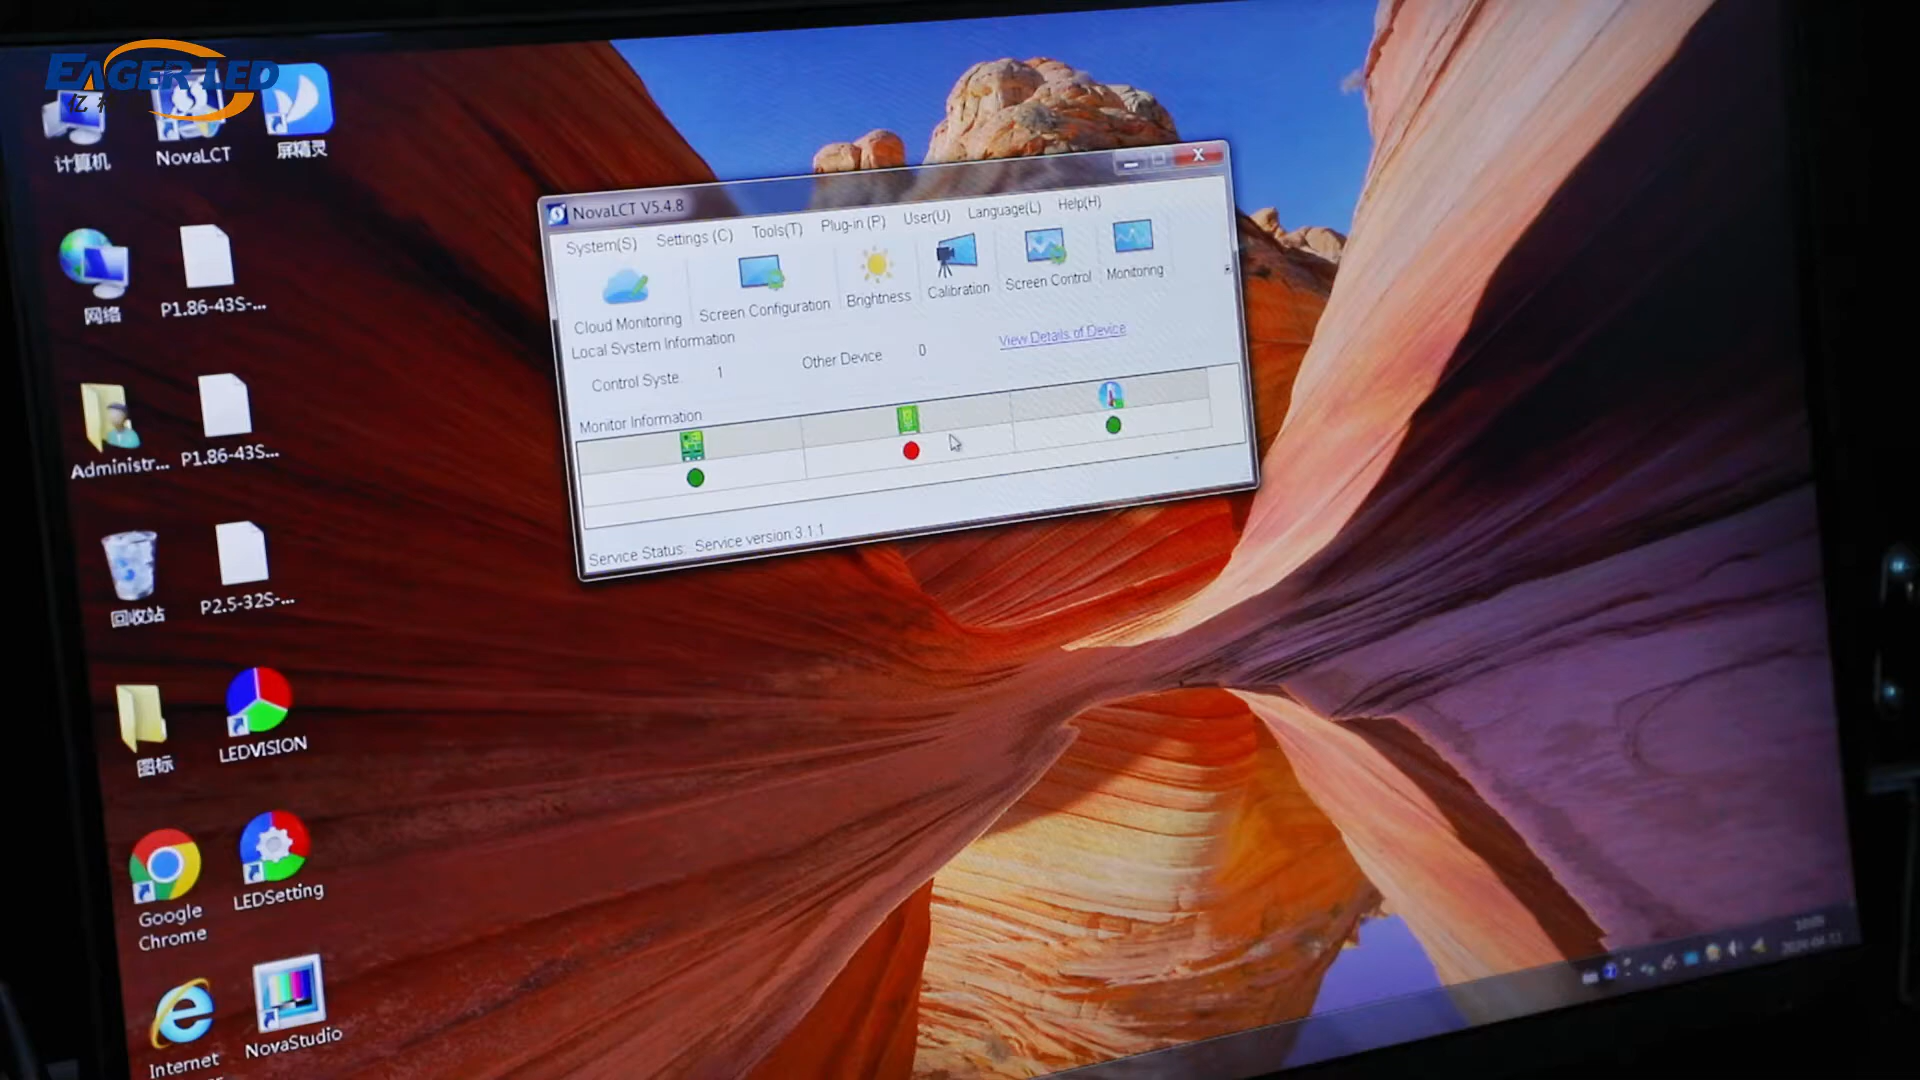 EAGER LED
计算机
NovaLCT
屏精灵
网络
P1.86-43S-...
Administr...
P1.86-43S-...
回收站
P2.5-32S-...
图标
LEDVISION
Google
Chrome
LEDSetting
Internet
NovaStudio
NovaLCT V5.4.8
System(S) Settings (C) Tools(T) Plug-in (P) User(U) Language(L) Help(H)
Cloud Monitoring Screen Configuration Brightness Calibration Screen Control Monitoring
Local System Information
Control Syste. 1 Other Device 0 View Details of Device
Monitor Information
Service Status: Service version:3.1.1